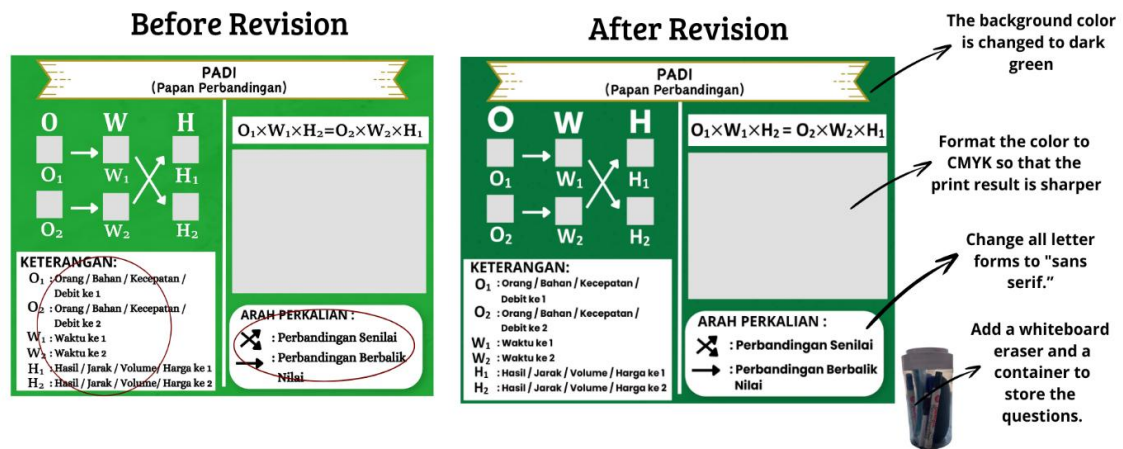 Before Revision
PADI
(Papan Perbandingan)
O W H
O₁ W₁ H₁
O₂ W₂ H₂
O₁×W₁×H₂=O₂×W₂×H₁
KETERANGAN:
O₁ : Orang / Bahan / Kecepatan /
Debit ke 1
O₂ : Orang / Bahan / Kecepatan /
Debit ke 2
W₁ : Waktu ke 1
W₂ : Waktu ke 2
H₁ : Hasil / Jarak / Volume / Harga ke 1
H₂ : Hasil / Jarak / Volume / Harga ke 2
ARAH PERKALIAN :
: Perbandingan Senilai
: Perbandingan Berbalik
Nilai
After Revision
PADI
(Papan Perbandingan)
O W H
O₁ W₁ H₁
O₂ W₂ H₂
O₁×W₁×H₂ = O₂×W₂×H₁
KETERANGAN:
O₁ : Orang / Bahan / Kecepatan /
Debit ke 1
O₂ : Orang / Bahan / Kecepatan /
Debit ke 2
W₁ : Waktu ke 1
W₂ : Waktu ke 2
H₁ : Hasil / Jarak / Volume / Harga ke 1
H₂ : Hasil / Jarak / Volume / Harga ke 2
ARAH PERKALIAN :
: Perbandingan Senilai
: Perbandingan Berbalik
Nilai
The background color
is changed to dark
green
Format the color to
CMYK so that the
print result is sharper
Change all letter
forms to "sans
serif.”
Add a whiteboard
eraser and a
container to
store the
questions.